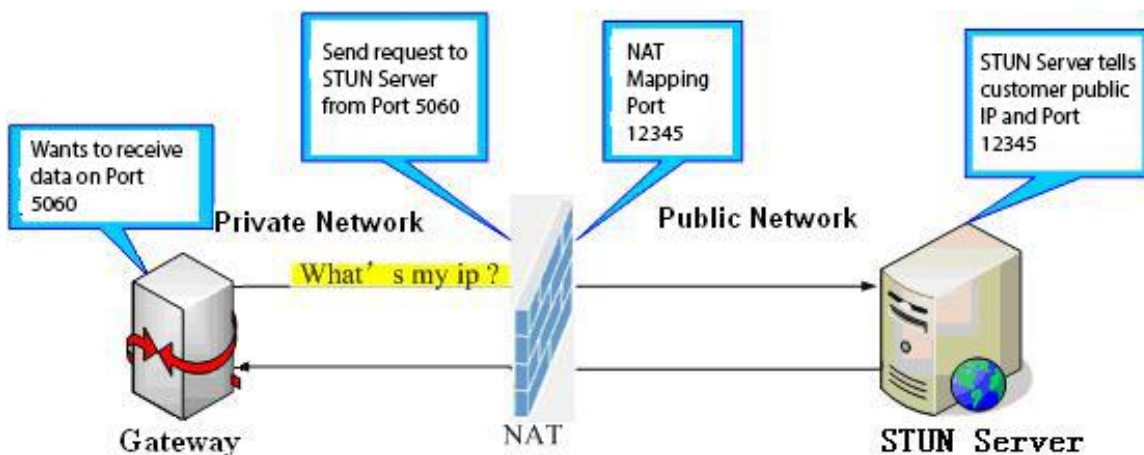 Send request to
STUN Server
from Port 5060
NAT
Mapping
Port
12345
STUN Server tells
customer public
IP and Port
12345
Wants to receive
data on Port
5060
Private Network
Public Network
What's my ip ?
Gateway
NAT
STUN Server